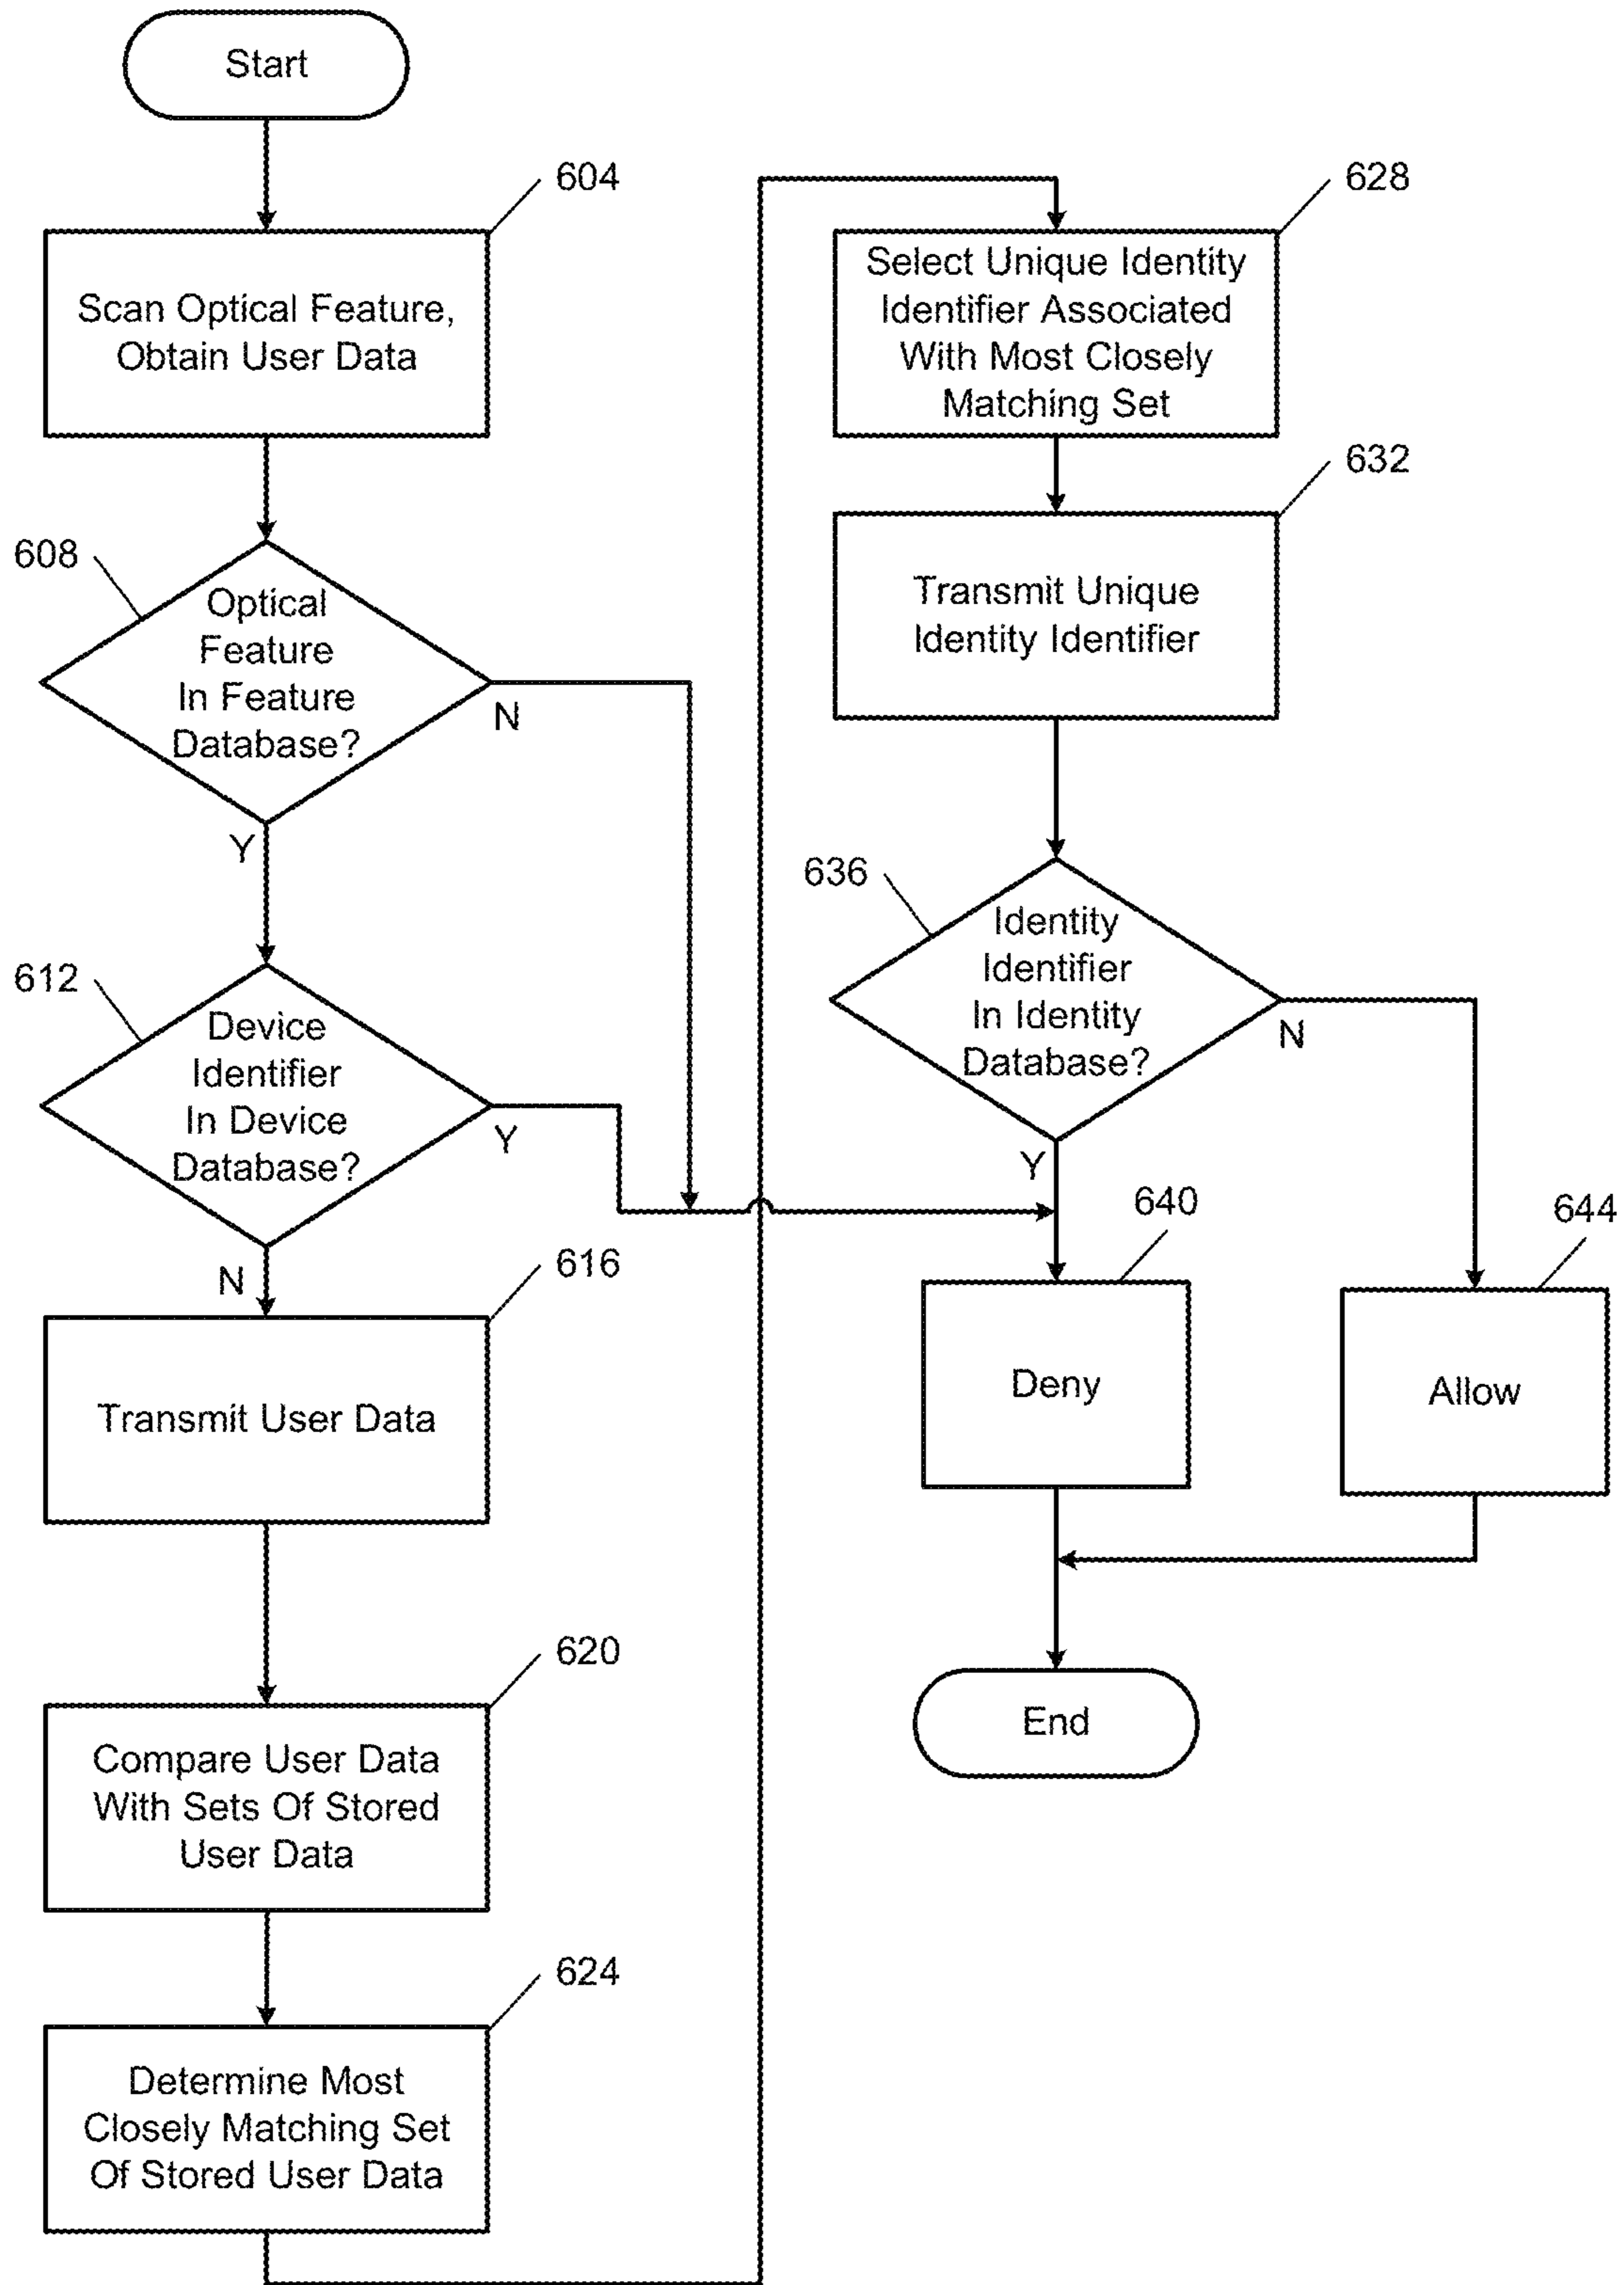 Start
604
Scan Optical Feature,
Obtain User Data
608
Optical
Feature
In Feature
Database?
N
Y
612
Device
Identifier
In Device
Database?
Y
N
616
Transmit User Data
620
Compare User Data
With Sets Of Stored
User Data
624
Determine Most
Closely Matching Set
Of Stored User Data
628
Select Unique Identity
Identifier Associated
With Most Closely
Matching Set
632
Transmit Unique
Identity Identifier
636
Identity
Identifier
In Identity
Database?
N
Y
640
Deny
644
Allow
End